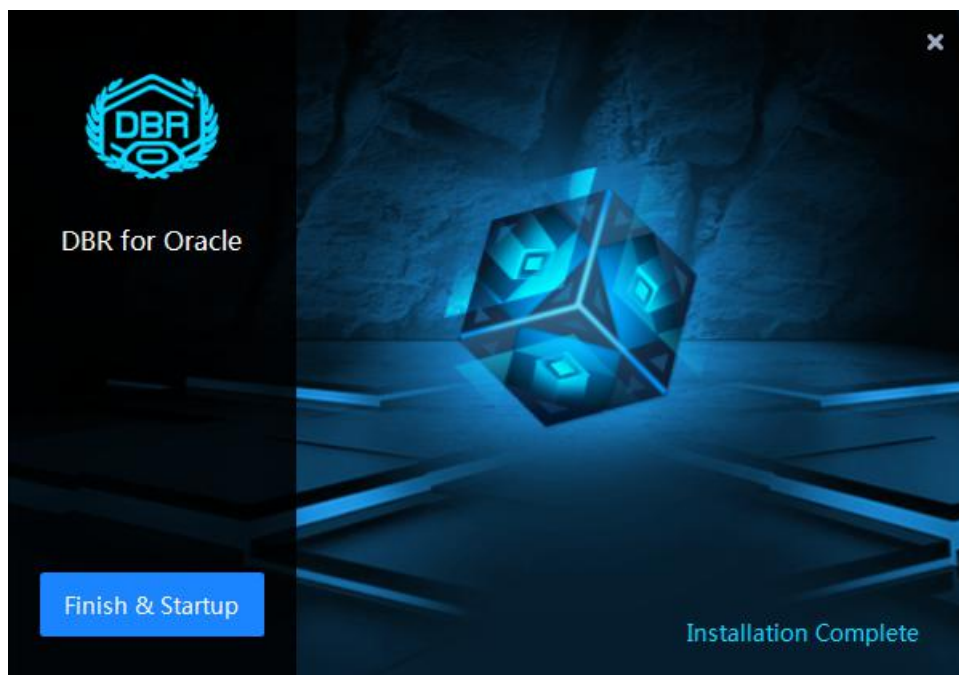 DBR
DBR for Oracle
Finish & Startup
Installation Complete